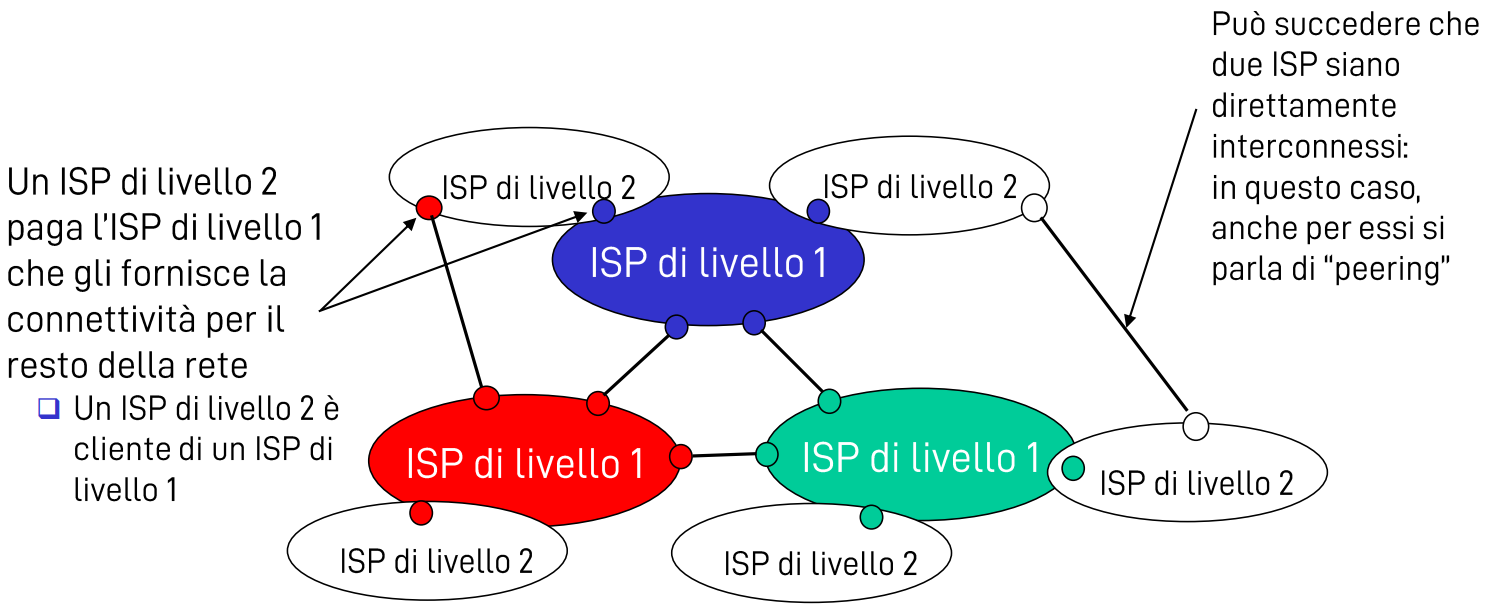 Può succedere che
due ISP siano
direttamente
interconnessi:
in questo caso,
anche per essi si
parla di “peering”
Un ISP di livello 2
paga l’ISP di livello 1
che gli fornisce la
connettività per il
resto della rete
Un ISP di livello 2 è
cliente di un ISP di
livello 1
ISP di livello 2
ISP di livello 2
ISP di livello 1
ISP di livello 1
ISP di livello 1
ISP di livello 2
ISP di livello 2
ISP di livello 2